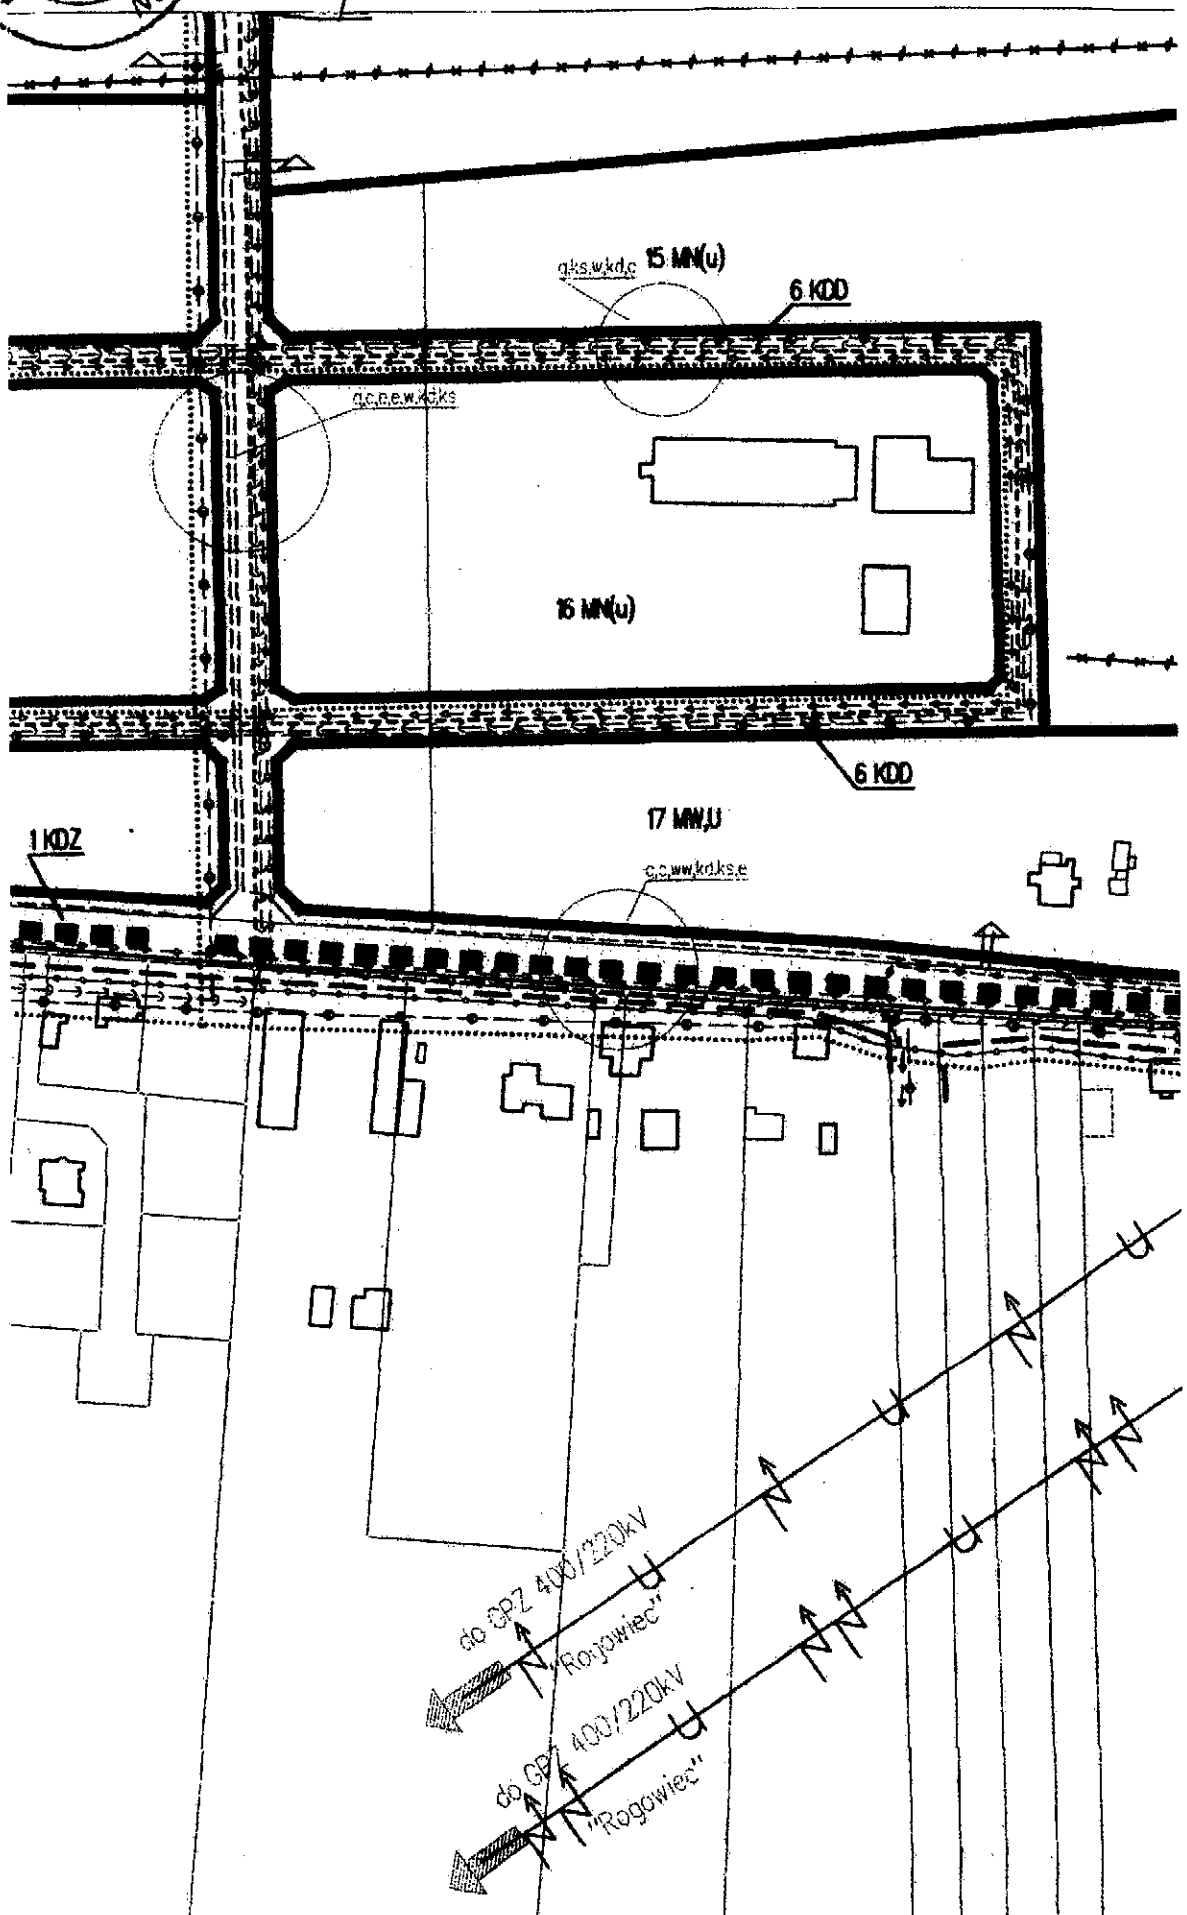 15 MN(u)
g,ks,w,kd,c
6 KDD
g,c,n,e,w,kd,ks
16 MN(u)
6 KDD
17 MW,U
1 KDZ
c,c,ww,kd,ks,e
do GPZ 400/220kV
"Rogowiec"
do GPZ 400/220kV
"Rogowiec"